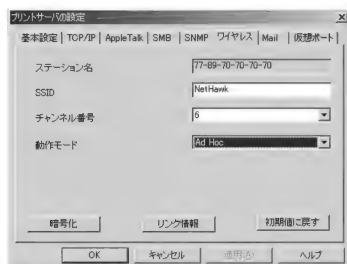 プリントサーバの設定
基本設定 TCP/IP AppleTalk SMB SNMP ワイヤレス Mail 仮想ポート
ステーション名 77-89-70-70-70-70
SSID NetHawk
チャンネル番号 6
動作モード Ad Hoc
暗号化 リンク情報 初期値に戻す
OK キャンセル 適用(A) ヘルプ